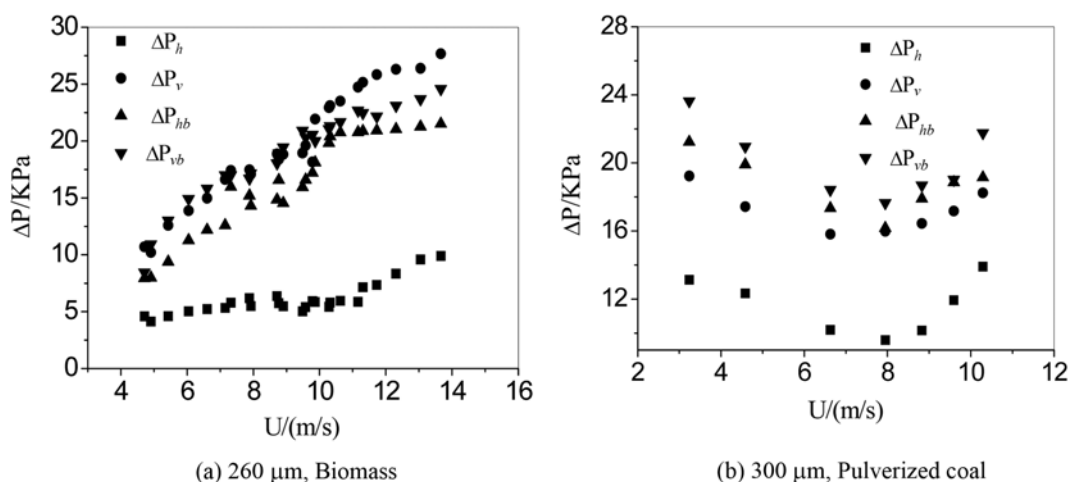 30
25
20
15
10
5
0
ΔP/KPa
ΔPh
ΔPv
ΔPhb
ΔPvb
4 6 8 10 12 14 16
U/(m/s)
(a) 260 μm, Biomass
28
24
20
16
12
ΔP/KPa
ΔPh
ΔPv
ΔPhb
ΔPvb
2 4 6 8 10 12
U/(m/s)
(b) 300 μm, Pulverized coal